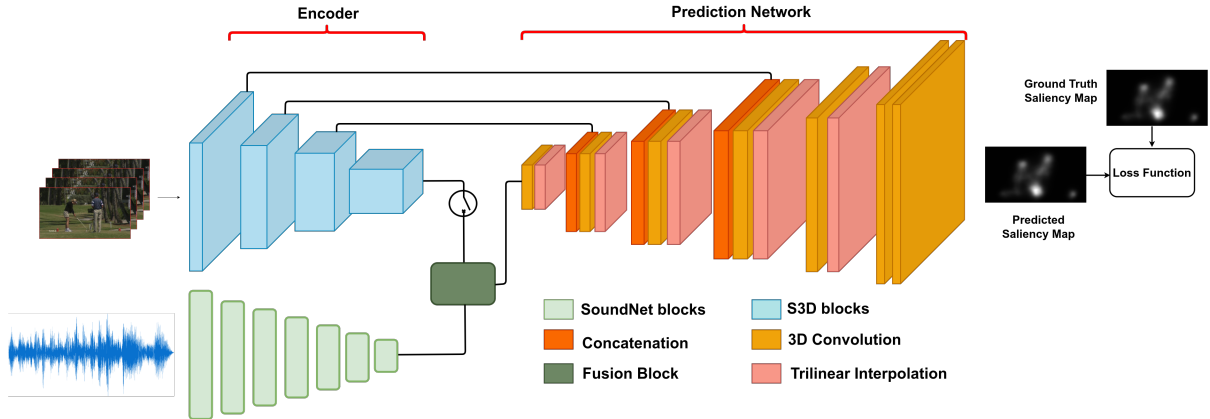 Encoder
Prediction Network
Ground Truth
Saliency Map
Loss Function
Predicted
Saliency Map
SoundNet blocks
S3D blocks
Concatenation
3D Convolution
Fusion Block
Trilinear Interpolation